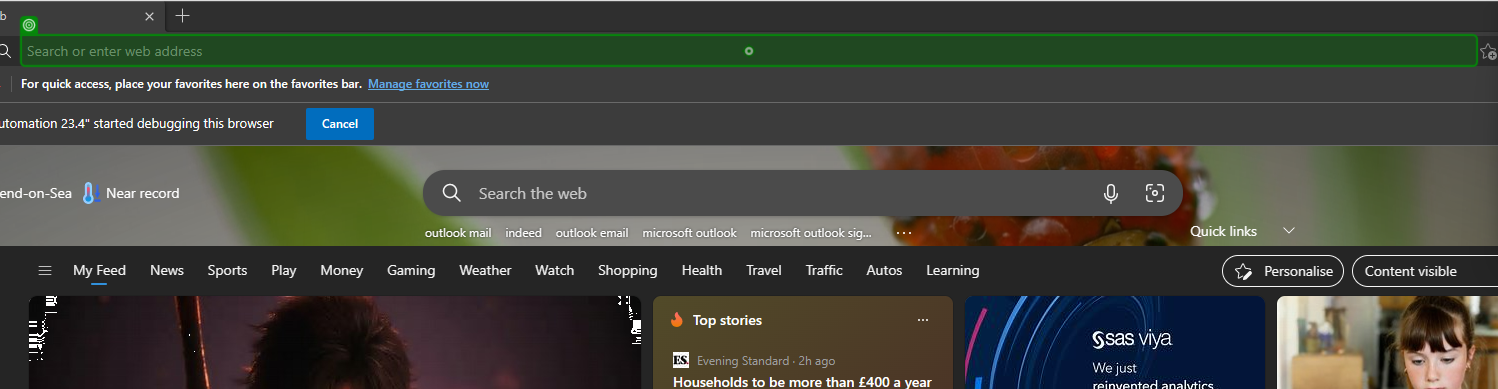 b
Search or enter web address
For quick access, place your favorites here on the favorites bar. Manage favorites now
utomation 23.4" started debugging this browser Cancel
end-on-Sea Near record Search the web
outlook mail indeed outlook email microsoft outlook microsoft outlook sig... ... Quick links
My Feed News Sports Play Money Gaming Weather Watch Shopping Health Travel Traffic Autos Learning Personalise Content visible
Top stories ...
ES Evening Standard · 2h ago
Households to be more than £400 a year
sas viya
We just
reinvented analytics